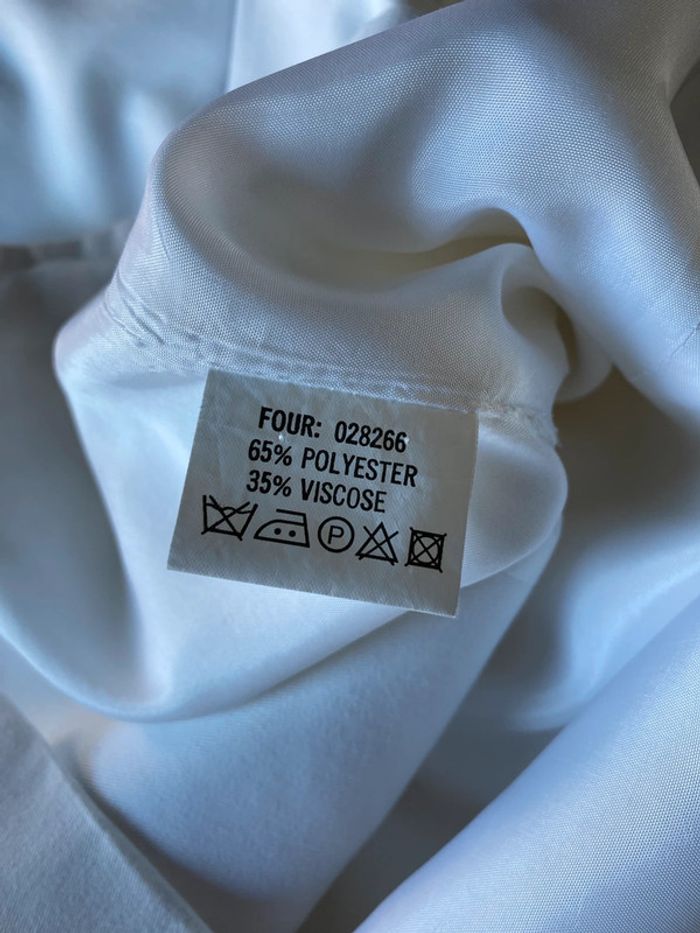 FOUR: 028266
65% POLYESTER
35% VISCOSE
P